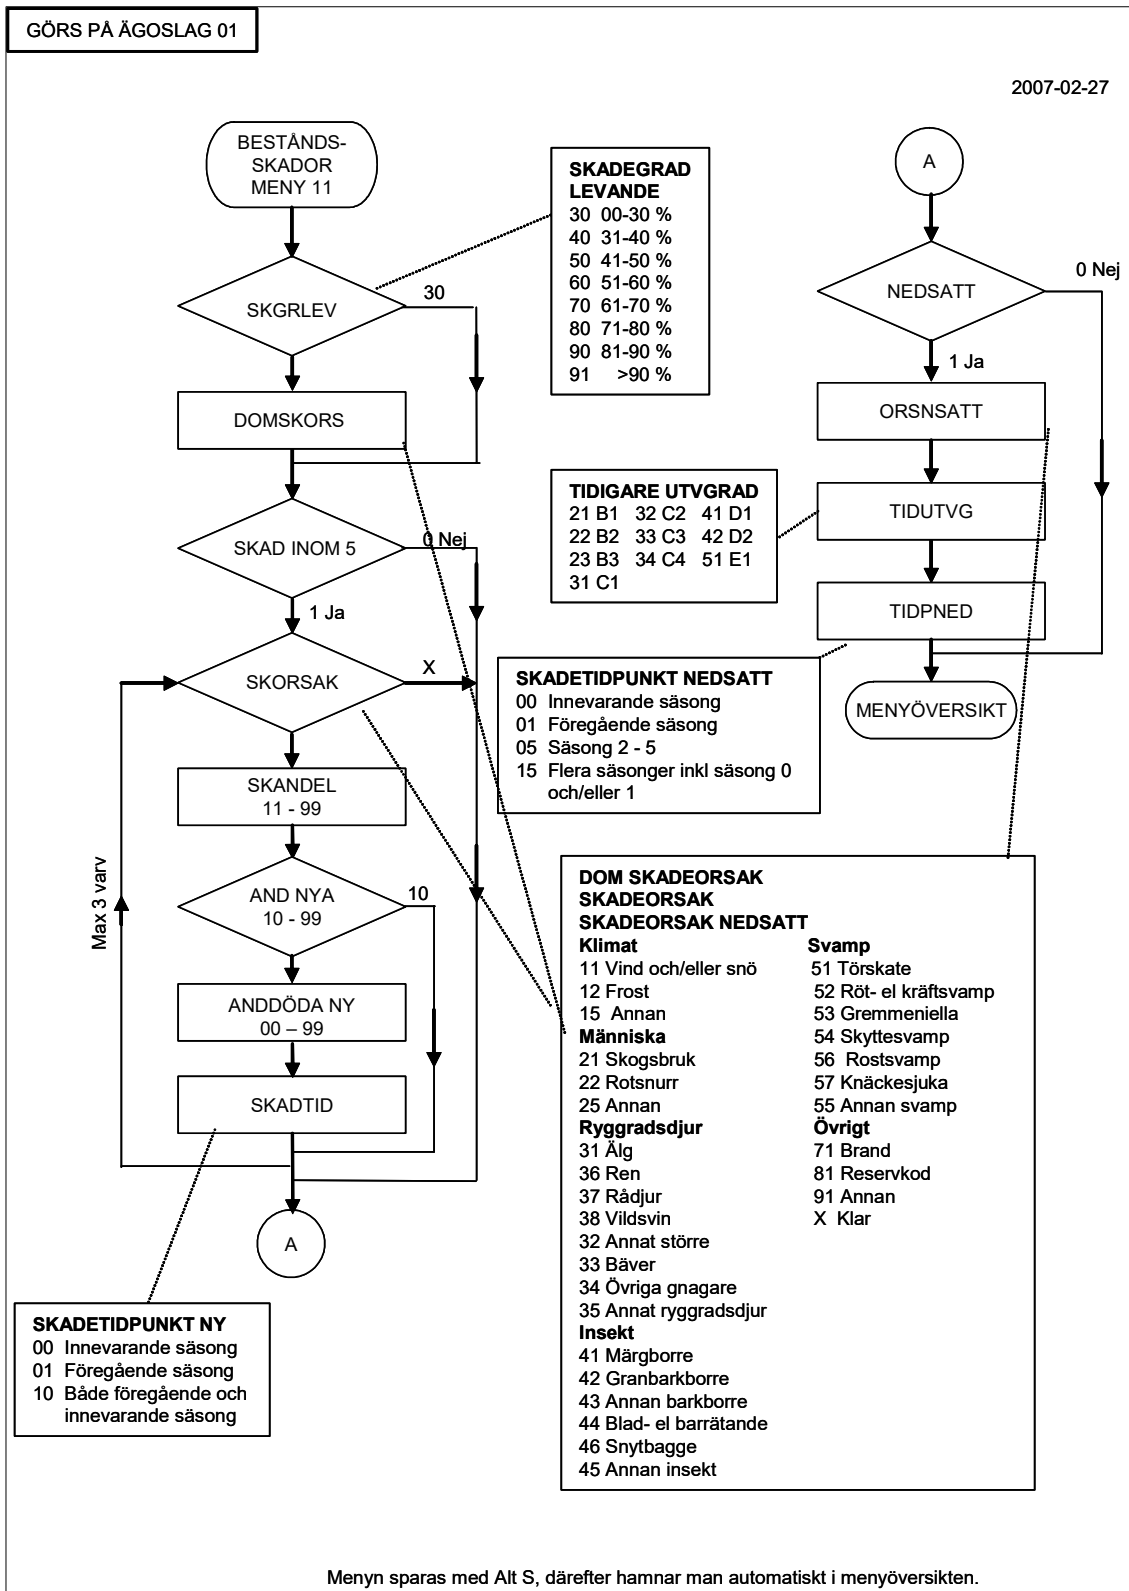 GÖRS PÅ ÄGOSLAG 01
2007-02-27
BESTÅNDS-
SKADOR
MENY 11
SKGRLEV
30
DOMSKORS
SKAD INOM 5
0 Nej
1 Ja
SKORSAK
X
SKANDEL
11 - 99
AND NYA
10 - 99
10
ANDDÖDA NY
00 – 99
SKADTID
Max 3 varv
A
SKADETIDPUNKT NY
00 Innevarande säsong
01 Föregående säsong
10 Både föregående och
innevarande säsong
SKADEGRAD
LEVANDE
30 00-30 %
40 31-40 %
50 41-50 %
60 51-60 %
70 61-70 %
80 71-80 %
90 81-90 %
91 >90 %
A
NEDSATT
0 Nej
1 Ja
ORSNSATT
TIDUTVG
TIDPNED
MENYÖVERSIKT
TIDIGARE UTVGRAD
21 B1 32 C2 41 D1
22 B2 33 C3 42 D2
23 B3 34 C4 51 E1
31 C1
SKADETIDPUNKT NEDSATT
00 Innevarande säsong
01 Föregående säsong
05 Säsong 2 - 5
15 Flera säsonger inkl säsong 0
och/eller 1
DOM SKADEORSAK
SKADEORSAK
SKADEORSAK NEDSATT
Klimat
11 Vind och/eller snö
12 Frost
15 Annan
Människa
21 Skogsbruk
22 Rotsnurr
25 Annan
Ryggradsdjur
31 Älg
36 Ren
37 Rådjur
38 Vildsvin
32 Annat större
33 Bäver
34 Övriga gnagare
35 Annat ryggradsdjur
Insekt
41 Märgborre
42 Granbarkborre
43 Annan barkborre
44 Blad- el barrätande
46 Snytbagge
45 Annan insekt
Svamp
51 Törskate
52 Röt- el kräftsvamp
53 Gremmeniella
54 Skyttesvamp
56 Rostsvamp
57 Knäckesjuka
55 Annan svamp
Övrigt
71 Brand
81 Reservkod
91 Annan
X Klar
Menyn sparas med Alt S, därefter hamnar man automatiskt i menyöversikten.